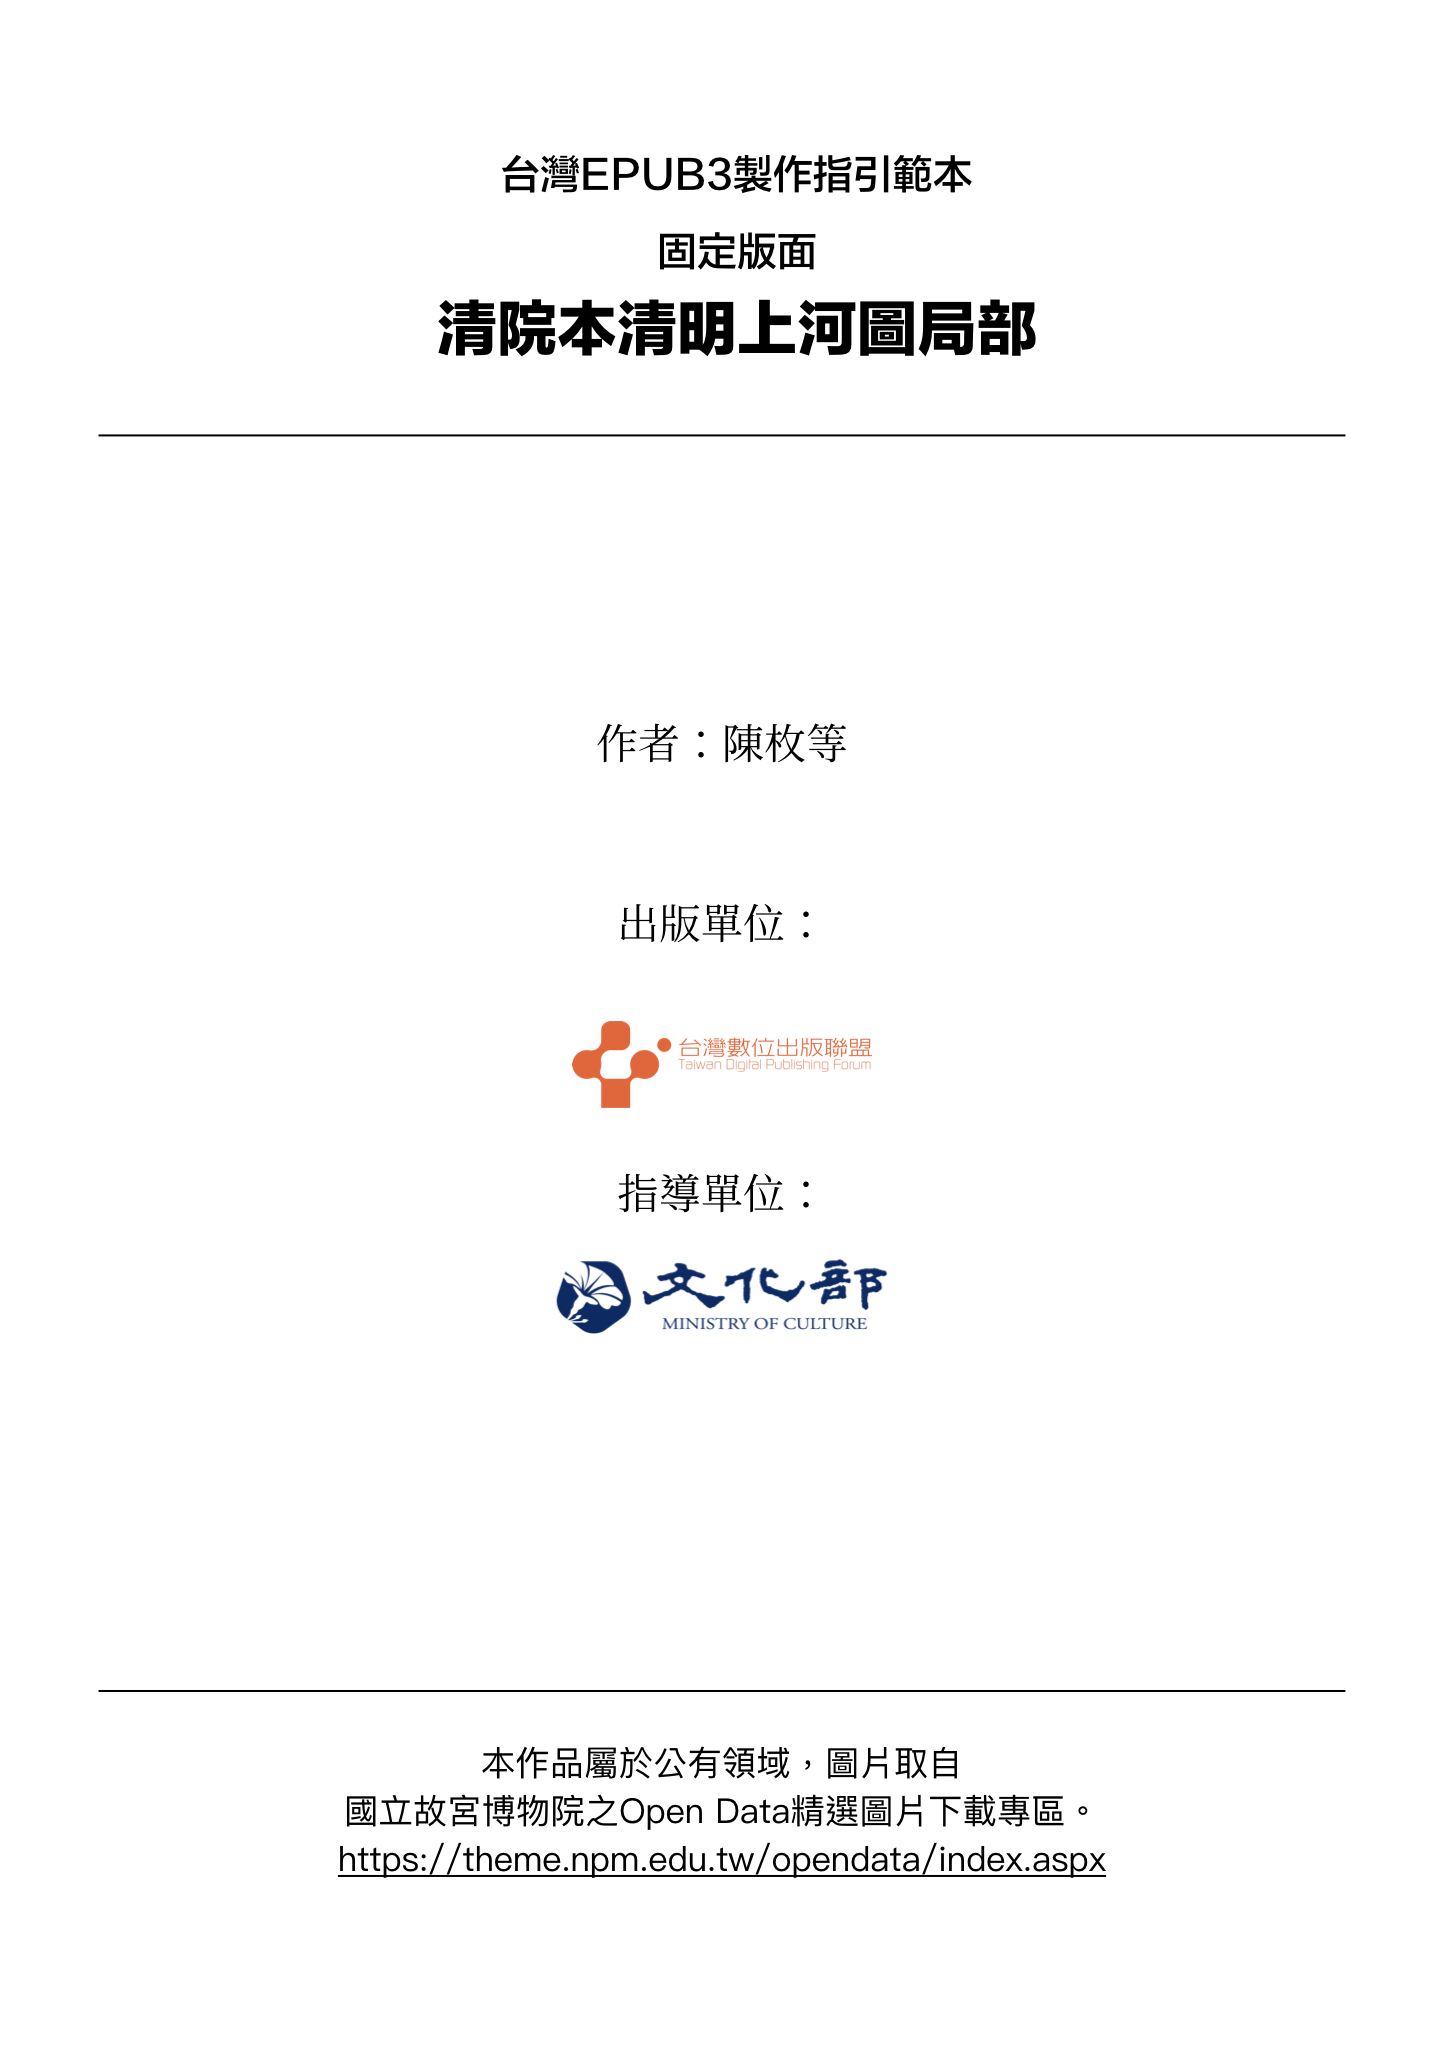 台灣EPUB3製作指引範本
固定版面
清院本清明上河圖局部
作者：陳枚等
出版單位：
台灣數位出版聯盟
Taiwan Digital Publishing Forum
指導單位：
文化部
MINISTRY OF CULTURE
本作品屬於公有領域，圖片取自
國立故宮博物院之Open Data精選圖片下載專區。
https://theme.npm.edu.tw/opendata/index.aspx